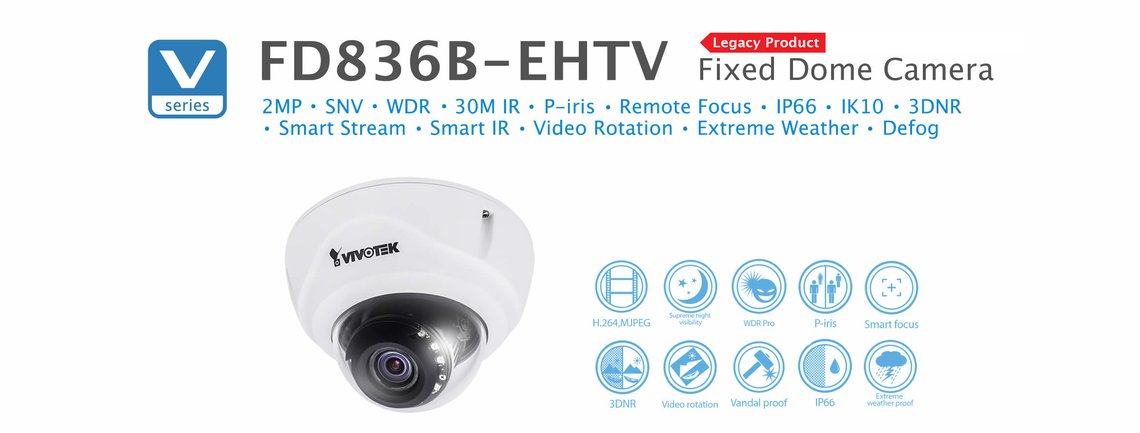 V
series
FD836B-EHTV
Legacy Product
Fixed Dome Camera
2MP • SNV • WDR • 30M IR • P-iris • Remote Focus • IP66 • IK10 • 3DNR
• Smart Stream • Smart IR • Video Rotation • Extreme Weather • Defog
VIVOTEK
H.264,MJPEG
Supreme night
visibility
WDR Pro
P-iris
Smart focus
3DNR
Video rotation
Vandal proof
IP66
Extreme
weather proof